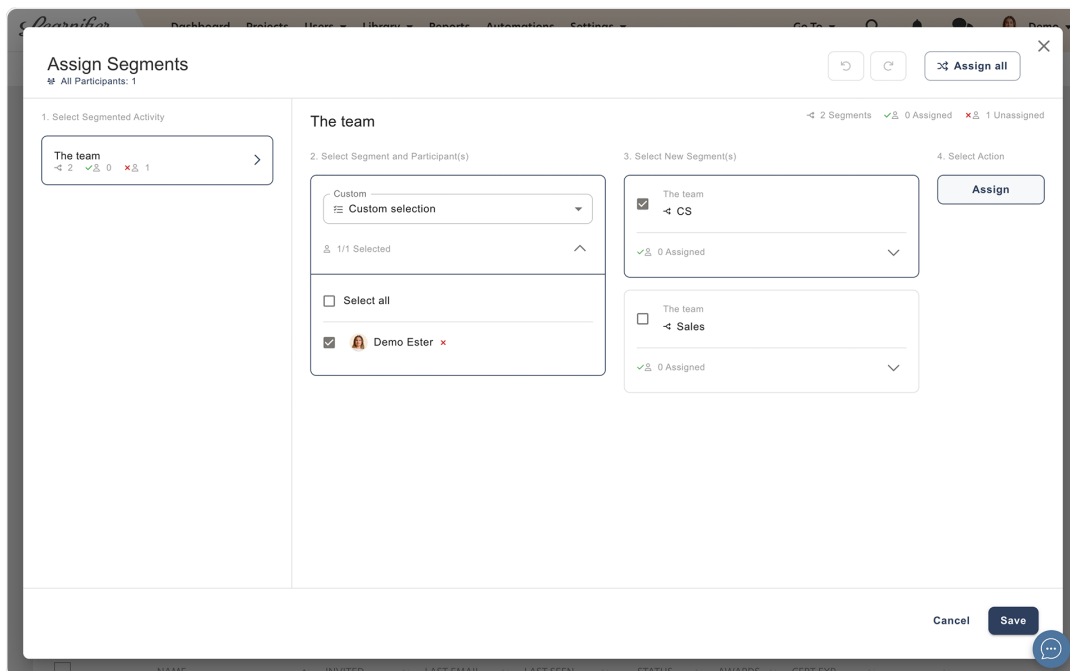 Learnifier
Dashboard Projects Users Library Reports Automations Settings Go To Demo
Assign Segments
All Participants: 1
Assign all
1. Select Segmented Activity
The team
2 0 1
The team
2 Segments 0 Assigned 1 Unassigned
2. Select Segment and Participant(s)
Custom
Custom selection
1/1 Selected
Select all
Demo Ester
3. Select New Segment(s)
The team
CS
0 Assigned
The team
Sales
0 Assigned
4. Select Action
Assign
Cancel Save
NAME INVITED LAST EMAIL LAST SEEN STATUS AWARDS CERT EXP